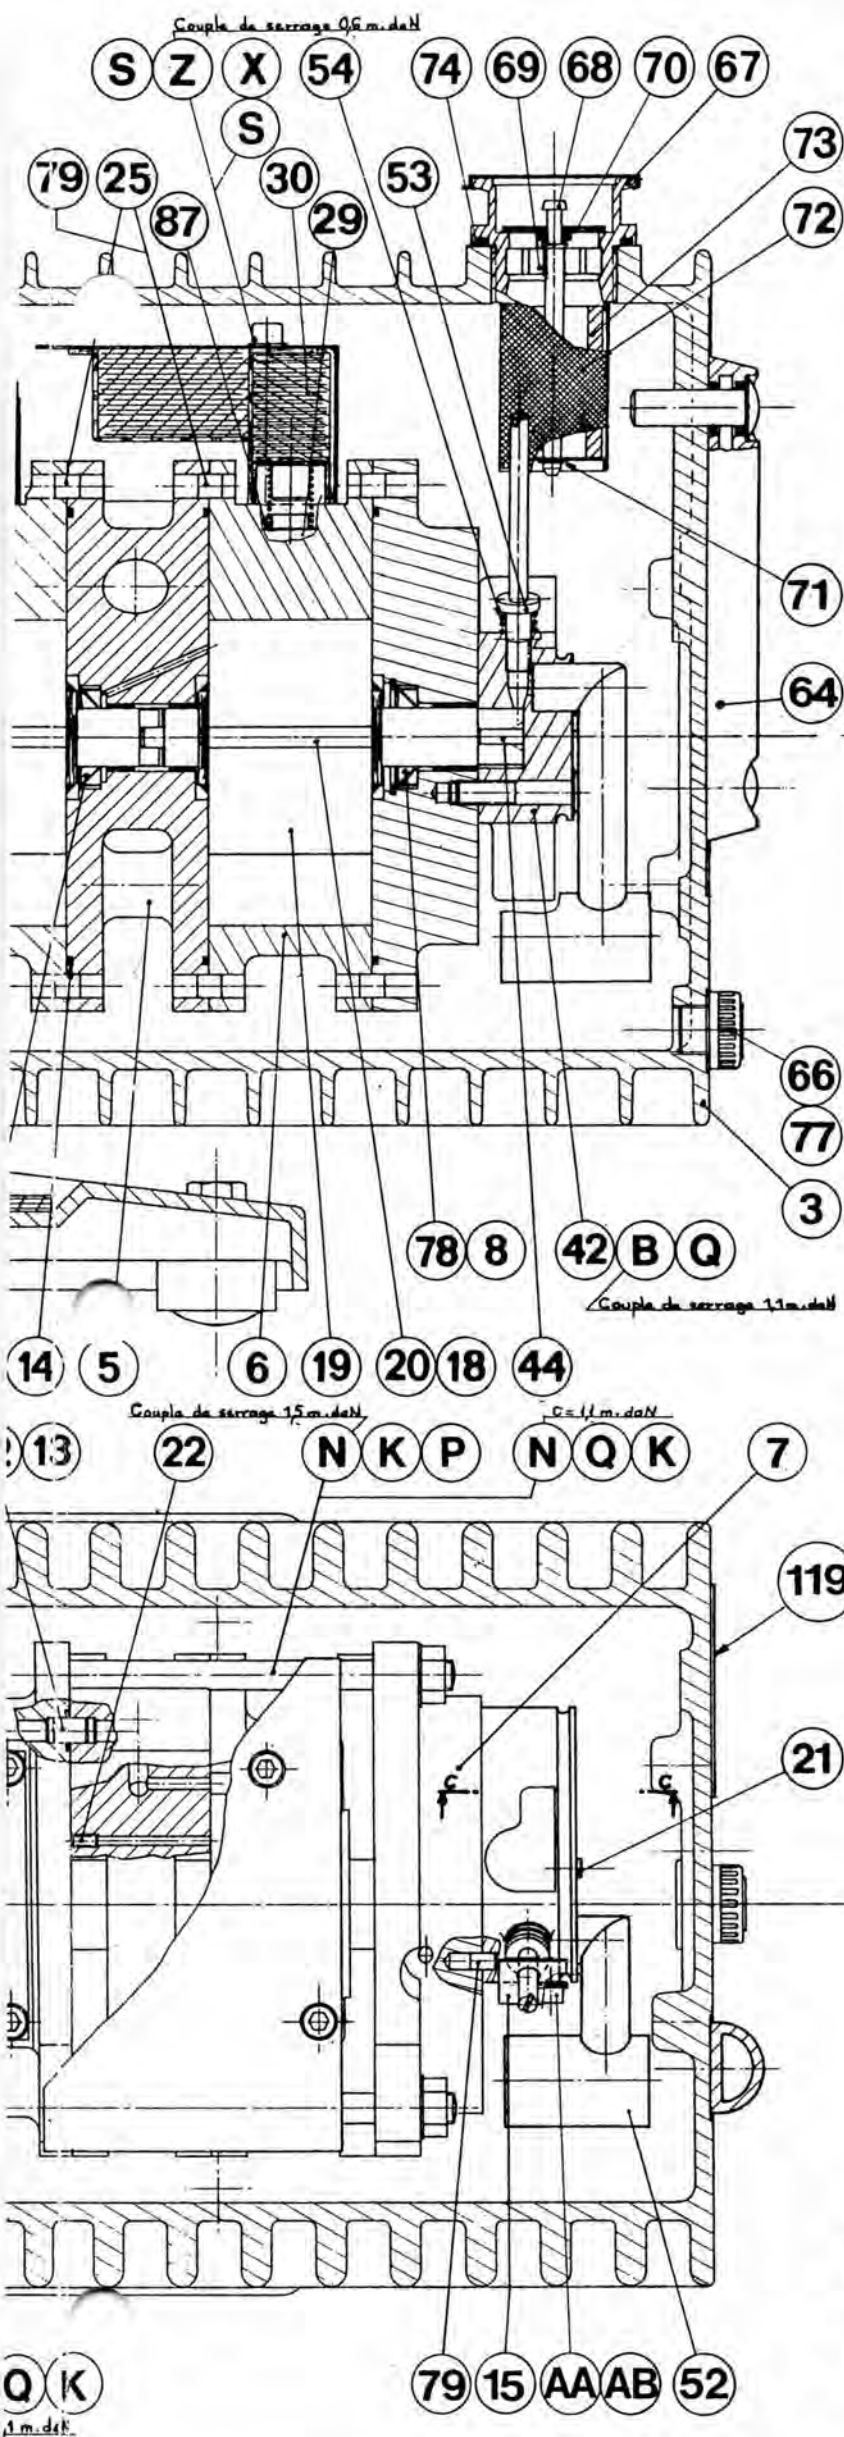 Couple de serrage 0,6 m.daN
S Z X 54 74 69 68 70 67
S
79 25 30 53 73
87 29 72
71
64
66
77
78 8 42 B Q 3
Couple de serrage 1,1 m.daN
14 5 6 19 20 18 44
Couple de serrage 1,5 m.daN C = 1,1 m.daN
13 22 N K P N Q K 7
119
C C 21
Q K 79 15 AA AB 52
1 m.daN